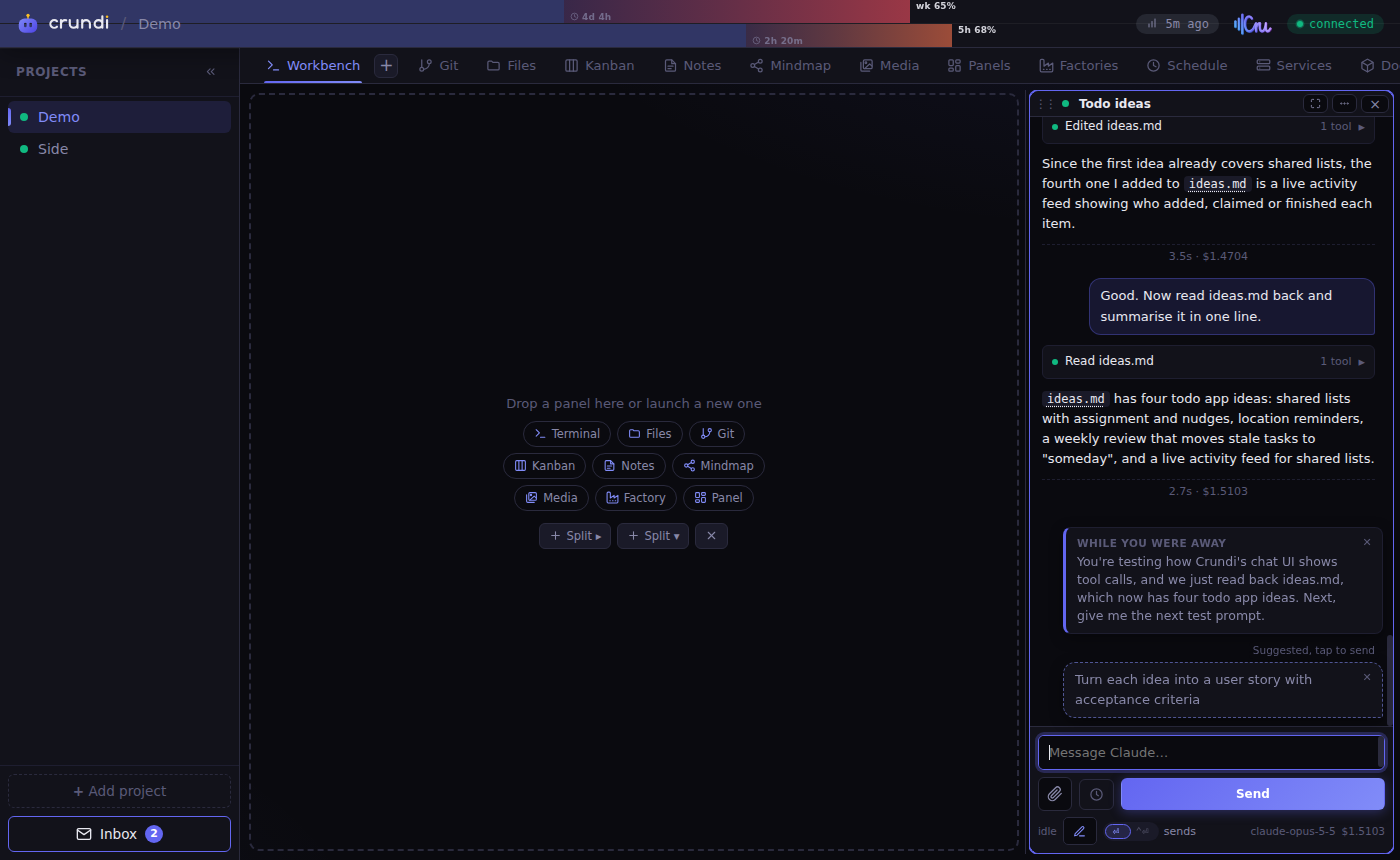 crundi / Demo
4d 4h
wk 65%
2h 20m
5h 68%
5m ago
Cru
connected
PROJECTS «
Demo
Side
+ Add project
Inbox 2
Workbench + Git Files Kanban Notes Mindmap Media Panels Factories Schedule Services Do
Drop a panel here or launch a new one
Terminal Files Git
Kanban Notes Mindmap
Media Factory Panel
+ Split ▸ + Split ▾ ×
Todo ideas
Edited ideas.md 1 tool ▸
Since the first idea already covers shared lists, the
fourth one I added to ideas.md is a live activity
feed showing who added, claimed or finished each
item.
3.5s · $1.4704
Good. Now read ideas.md back and
summarise it in one line.
Read ideas.md 1 tool ▸
ideas.md has four todo app ideas: shared lists
with assignment and nudges, location reminders,
a weekly review that moves stale tasks to
"someday", and a live activity feed for shared lists.
2.7s · $1.5103
WHILE YOU WERE AWAY ×
You're testing how Crundi's chat UI shows
tool calls, and we just read back ideas.md,
which now has four todo app ideas. Next,
give me the next test prompt.
Suggested, tap to send
Turn each idea into a user story with ×
acceptance criteria
Message Claude...
Send
idle sends claude-opus-5-5 $1.5103